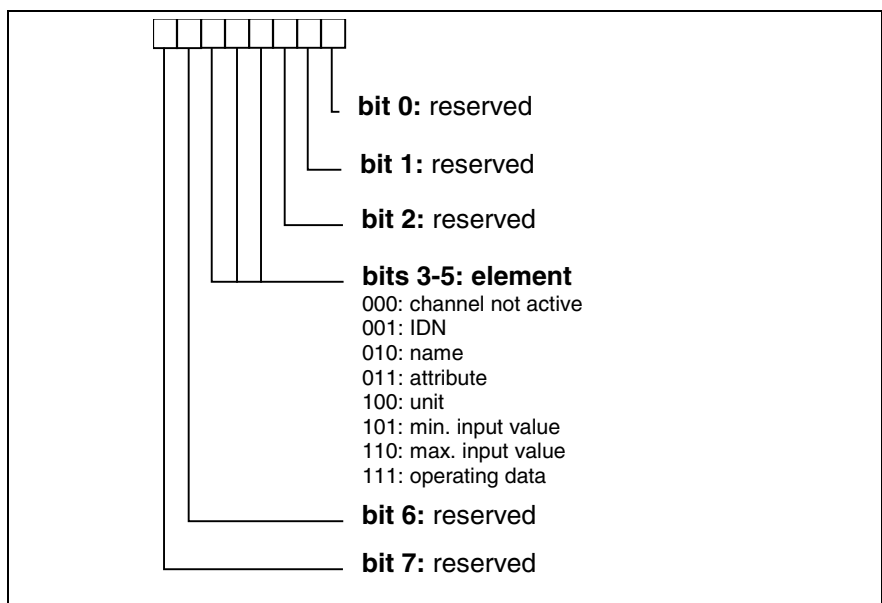 bit 0: reserved
bit 1: reserved
bit 2: reserved
bits 3-5: element
000: channel not active
001: IDN
010: name
011: attribute
100: unit
101: min. input value
110: max. input value
111: operating data
bit 6: reserved
bit 7: reserved